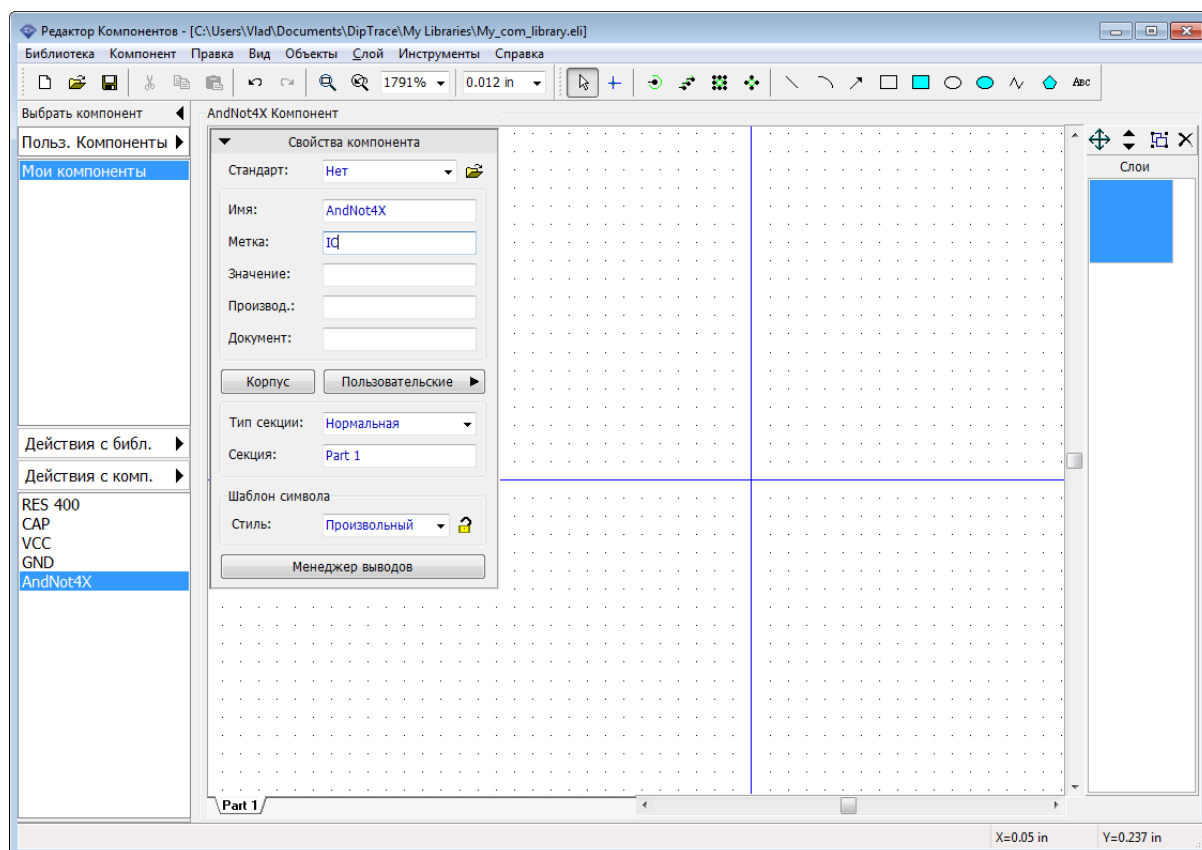 Редактор Компонентов - [C:\Users\Vlad\Documents\DipTrace\My Libraries\My_com_library.eli]
Библиотека Компонент Правка Вид Объекты Слой Инструменты Справка
1791% 0.012 in ABC
Выбрать компонент
AndNot4X Компонент
Польз. Компоненты
Мои компоненты
Свойства компонента
Стандарт: Нет
Имя: AndNot4X
Метка: IC
Значение:
Производ.:
Документ:
Корпус Пользовательские
Тип секции: Нормальная
Секция: Part 1
Шаблон символа
Стиль: Произвольный
Менеджер выводов
Слои
Действия с библ.
Действия с комп.
RES 400
CAP
VCC
GND
AndNot4X
Part 1
X=0.05 in Y=0.237 in